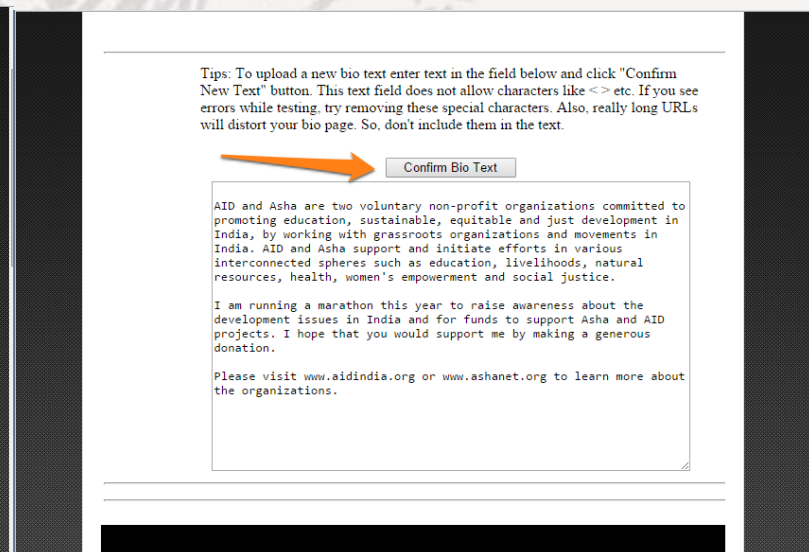 Tips: To upload a new bio text enter text in the field below and click "Confirm
New Text" button. This text field does not allow characters like < > etc. If you see
errors while testing, try removing these special characters. Also, really long URLs
will distort your bio page. So, don't include them in the text.
Confirm Bio Text
AID and Asha are two voluntary non-profit organizations committed to
promoting education, sustainable, equitable and just development in
India, by working with grassroots organizations and movements in
India. AID and Asha support and initiate efforts in various
interconnected spheres such as education, livelihoods, natural
resources, health, women's empowerment and social justice.
I am running a marathon this year to raise awareness about the
development issues in India and for funds to support Asha and AID
projects. I hope that you would support me by making a generous
donation.
Please visit www.aidindia.org or www.ashanet.org to learn more about
the organizations.